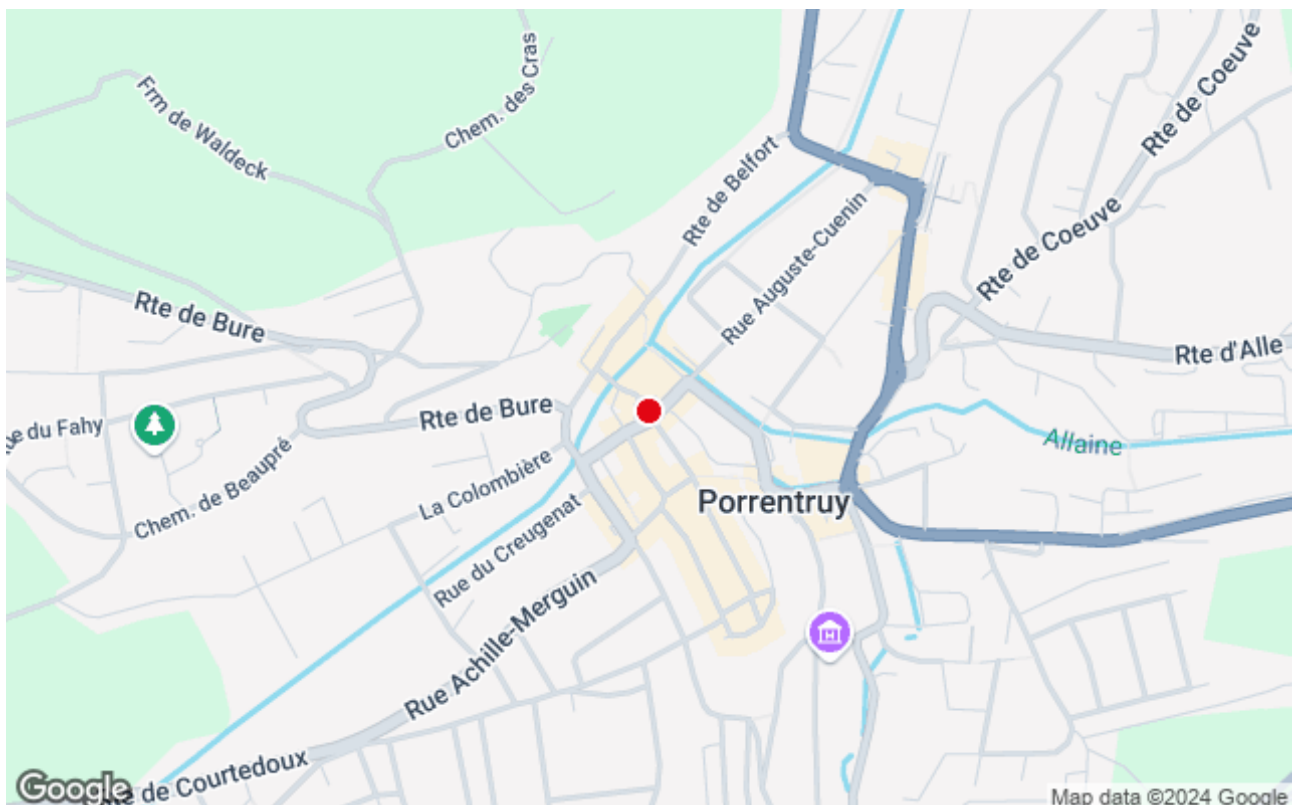 Frm de Waldeck
Chem. des Cras
Rte de Coeuve
Rte de Belfort
Rue Auguste-Cuenin
Rte de Coeuve
Rte de Bure
Rte d'Alle
Rte de Bure
du Fahy
Allaine
Chem. de Beaupré
La Colombière
Porrentruy
Rue du Creugenat
Rue Achille-Merguin
de Courtedoux
Google
Map data ©2024 Google